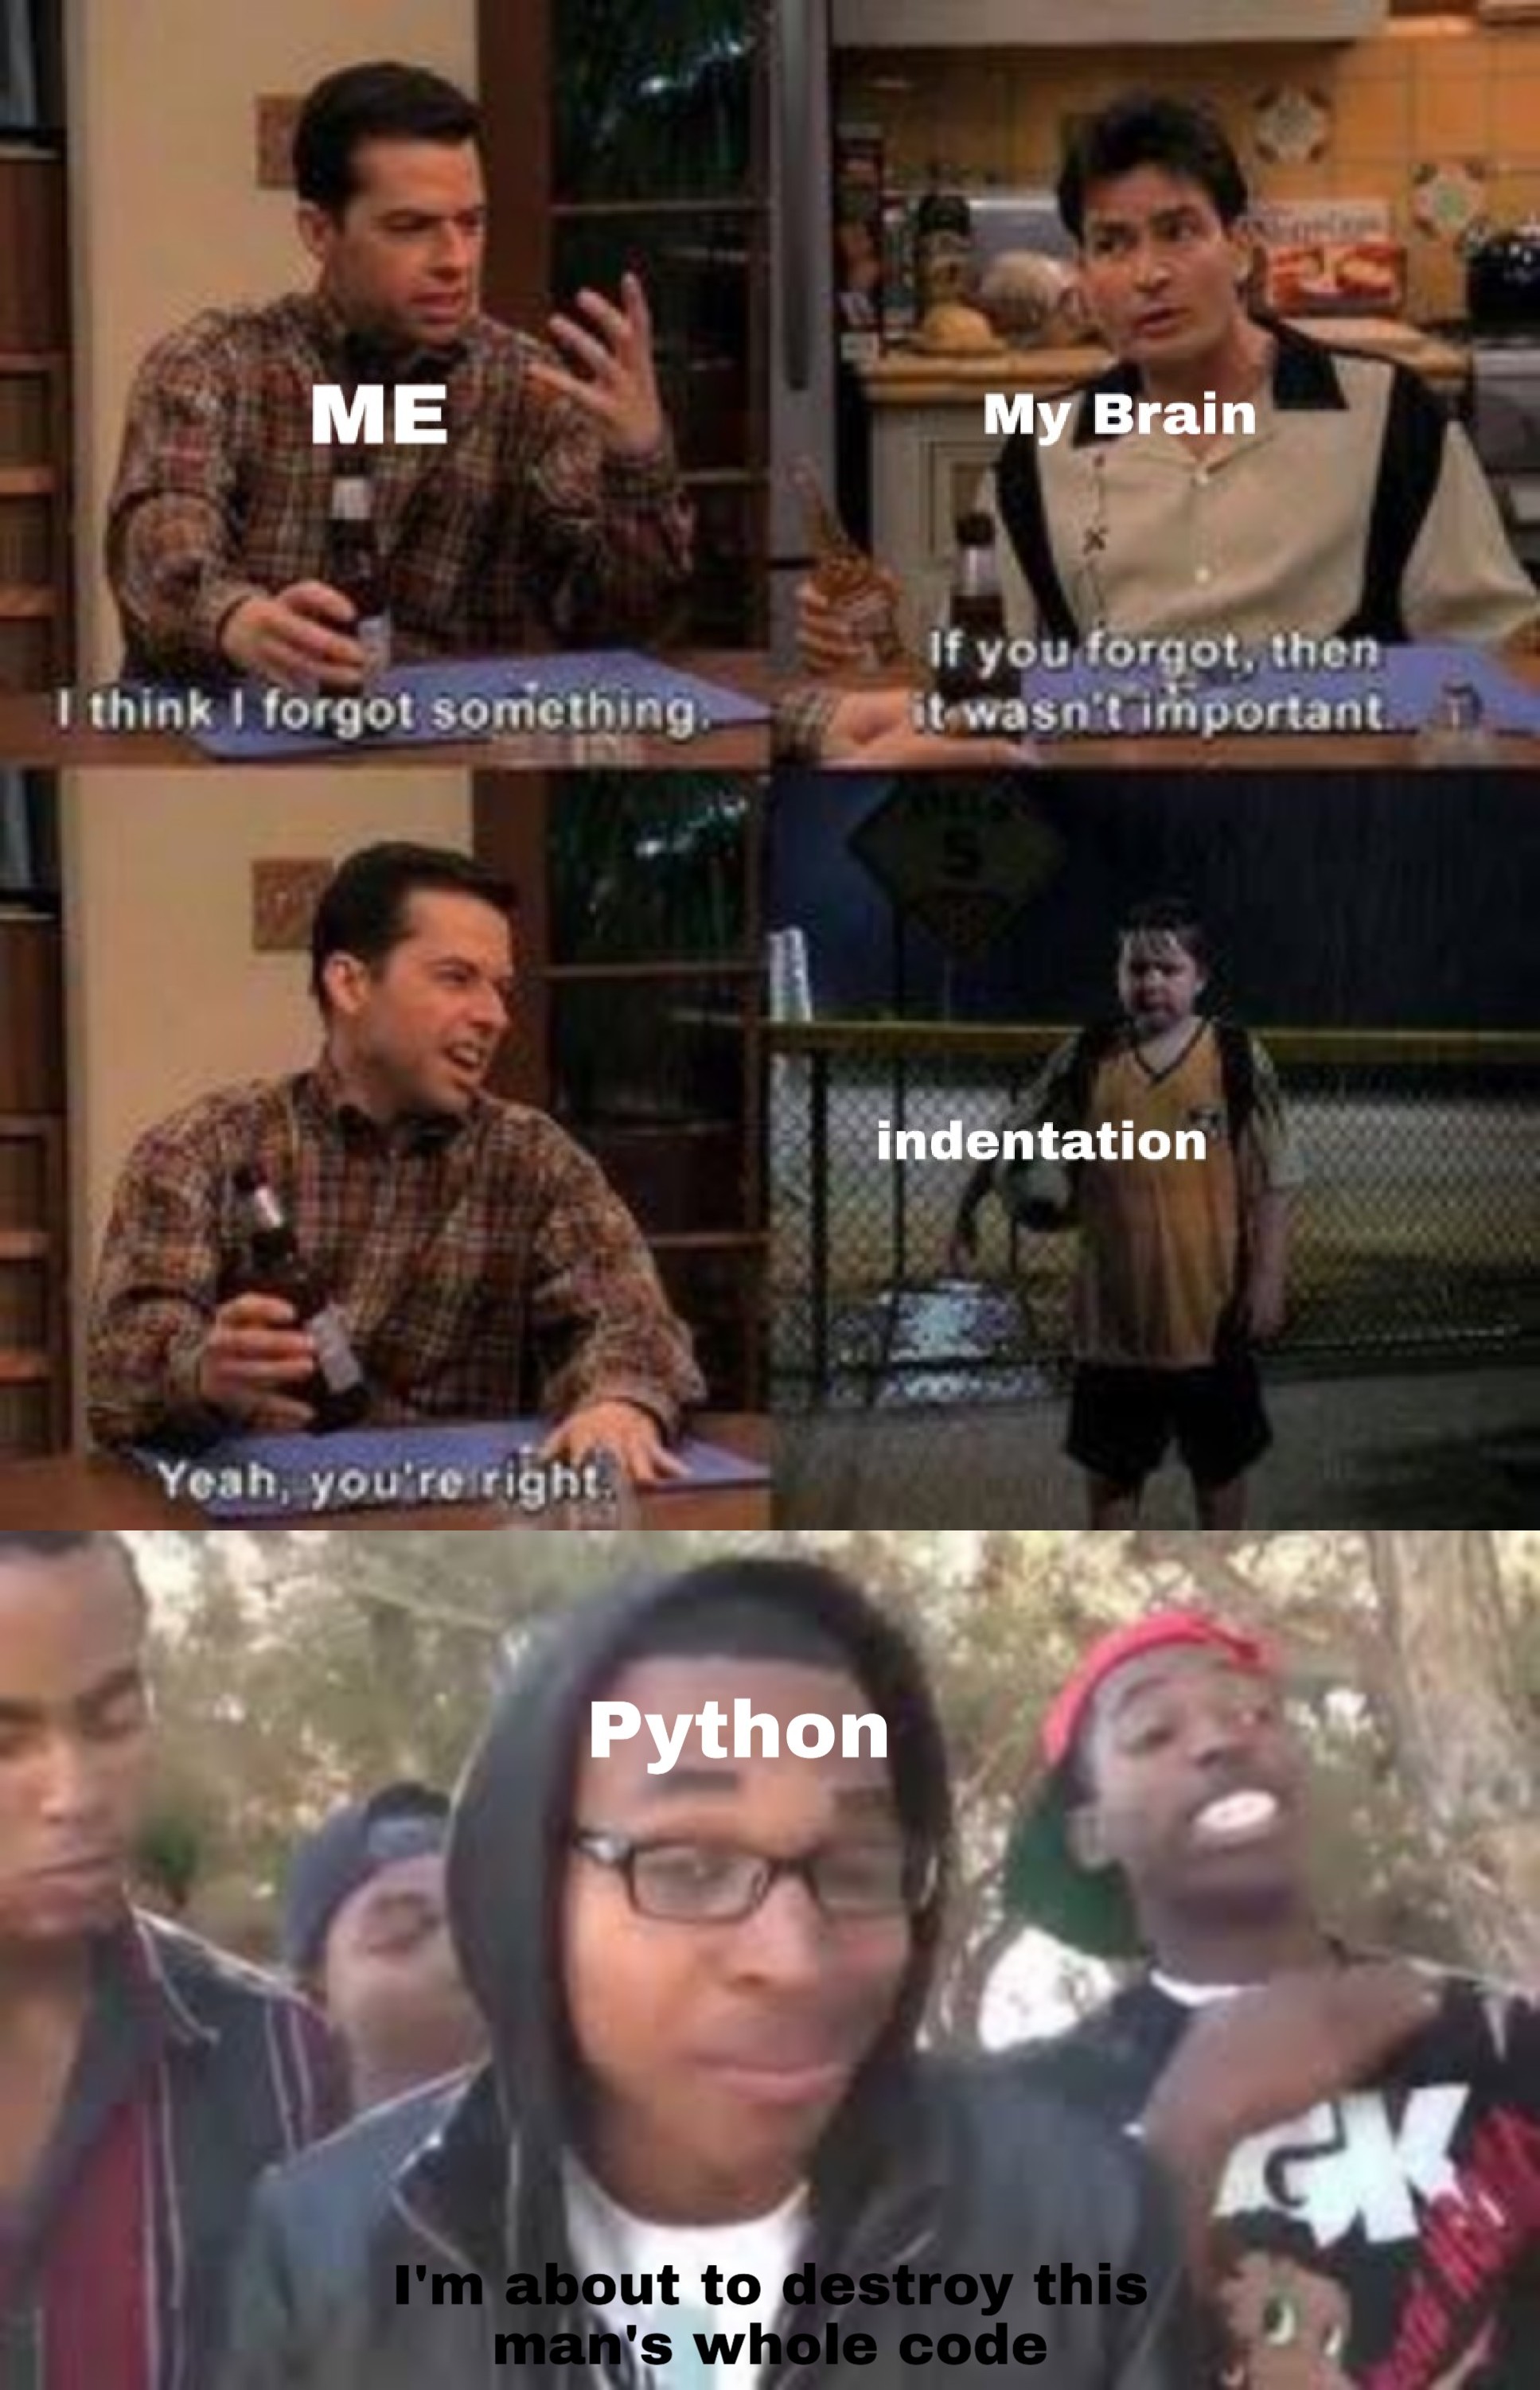 ME
I think I forgot something.
My Brain
If you forgot, then
it wasn't important.
Yeah, you're right.
S
indentation
Python
GK
I'm about to destroy this
man's whole code